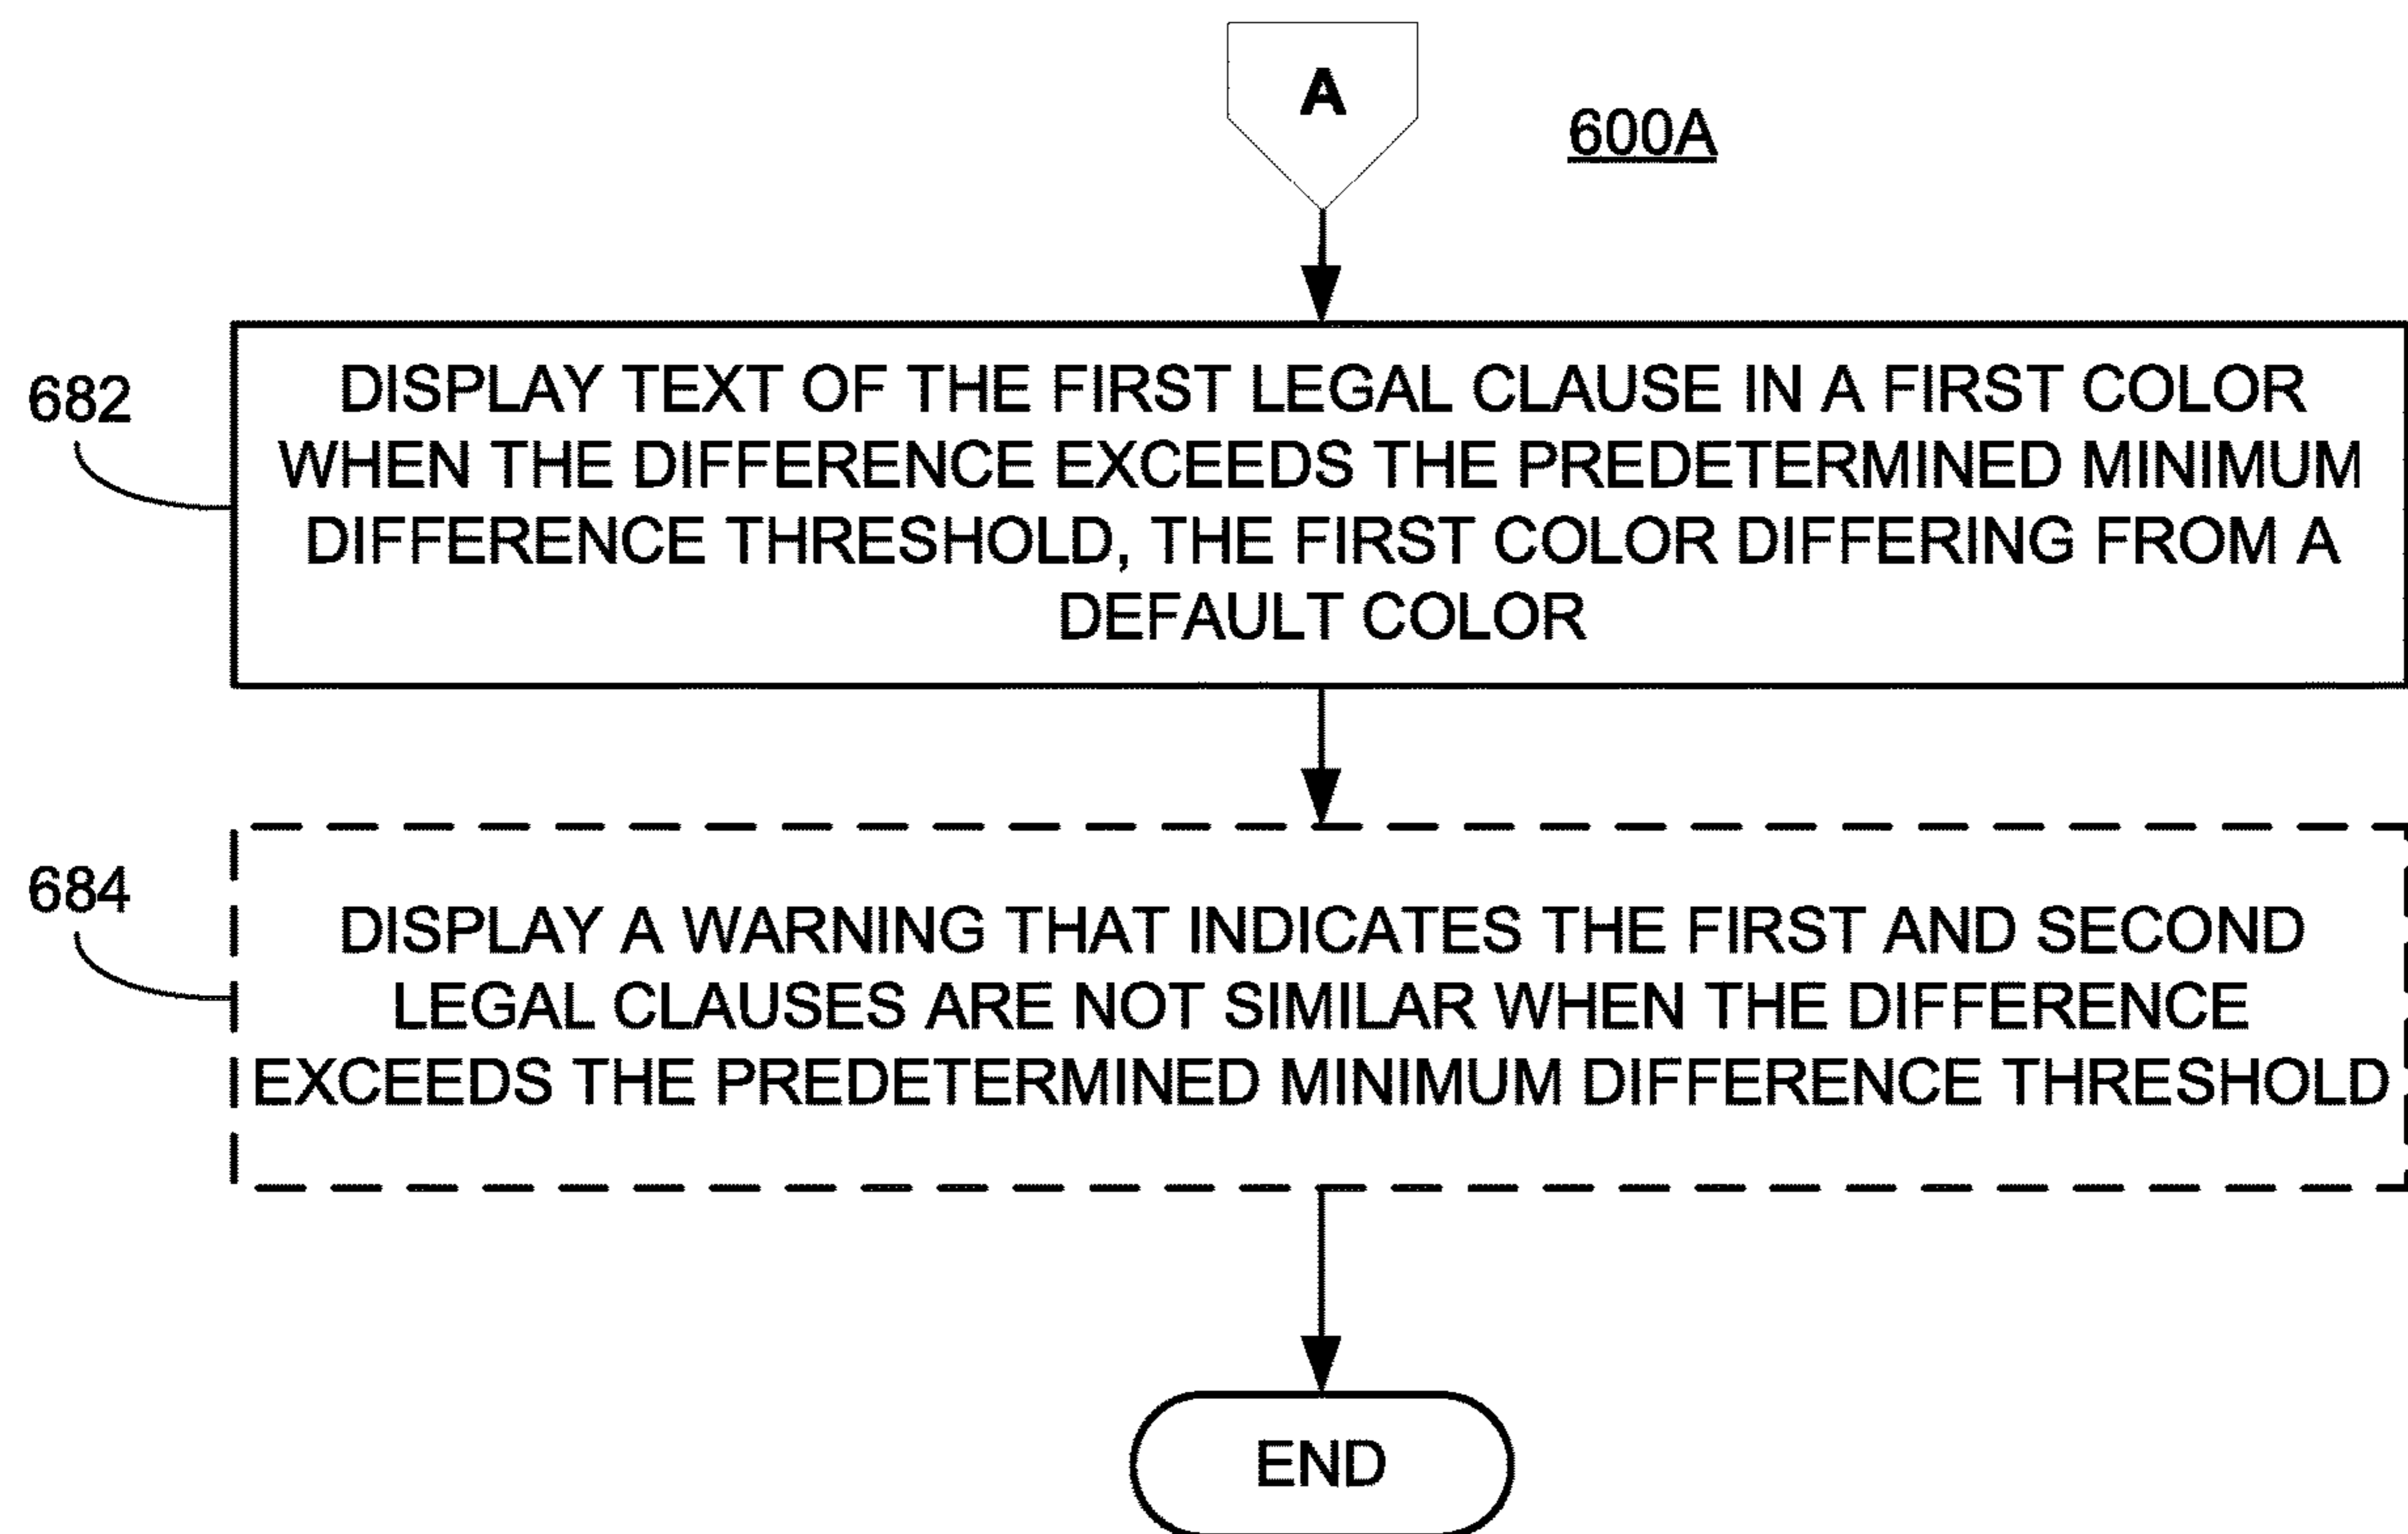 A
600A
682
DISPLAY TEXT OF THE FIRST LEGAL CLAUSE IN A FIRST COLOR
WHEN THE DIFFERENCE EXCEEDS THE PREDETERMINED MINIMUM
DIFFERENCE THRESHOLD, THE FIRST COLOR DIFFERING FROM A
DEFAULT COLOR
684
DISPLAY A WARNING THAT INDICATES THE FIRST AND SECOND
LEGAL CLAUSES ARE NOT SIMILAR WHEN THE DIFFERENCE
EXCEEDS THE PREDETERMINED MINIMUM DIFFERENCE THRESHOLD
END